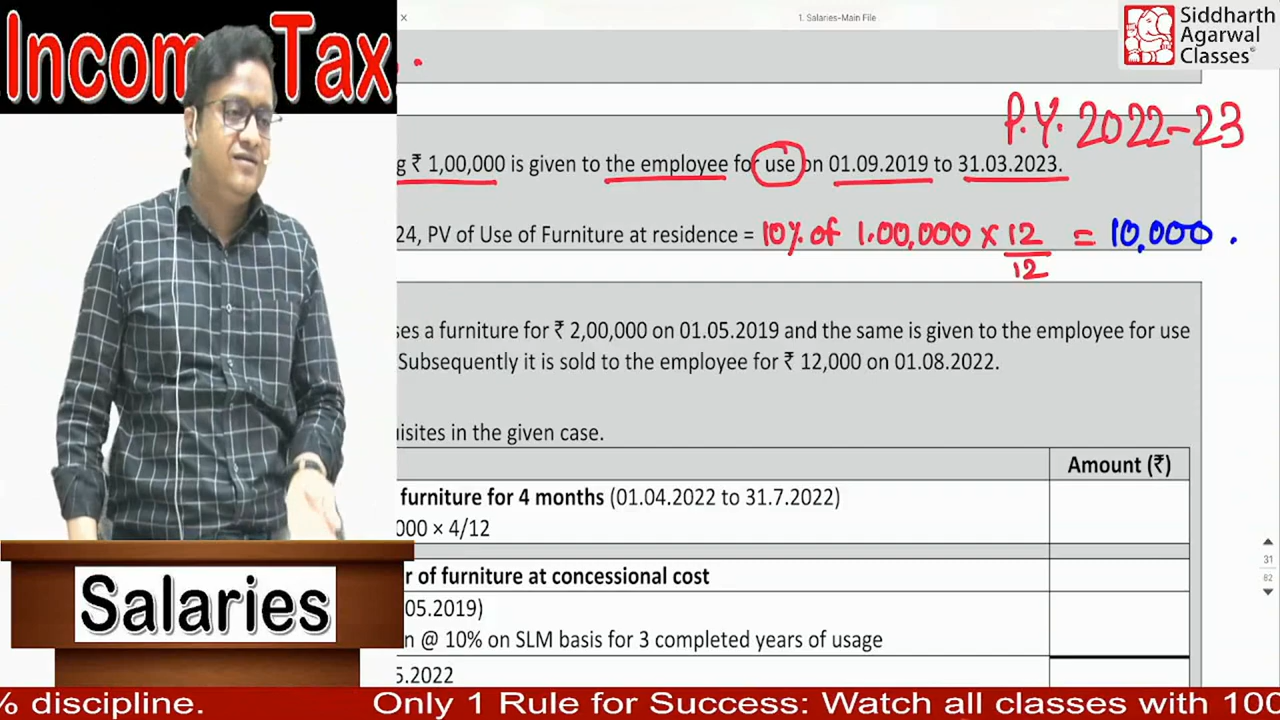 Income Tax
1. Salaries-Main File
Siddharth
Agarwal
Classes
P.Y. 2022-23
g ₹ 1,00,000 is given to the employee for use on 01.09.2019 to 31.03.2023.
24, PV of Use of Furniture at residence = 10% of 1,00,000 × 12/12 = 10,000.
ses a furniture for ₹ 2,00,000 on 01.05.2019 and the same is given to the employee for use
Subsequently it is sold to the employee for ₹ 12,000 on 01.08.2022.
uisites in the given case.
Amount (₹)
furniture for 4 months (01.04.2022 to 31.7.2022)
000 × 4/12
r of furniture at concessional cost
05.2019)
n @ 10% on SLM basis for 3 completed years of usage
5.2022
31
82
Salaries
% discipline. Only 1 Rule for Success: Watch all classes with 100